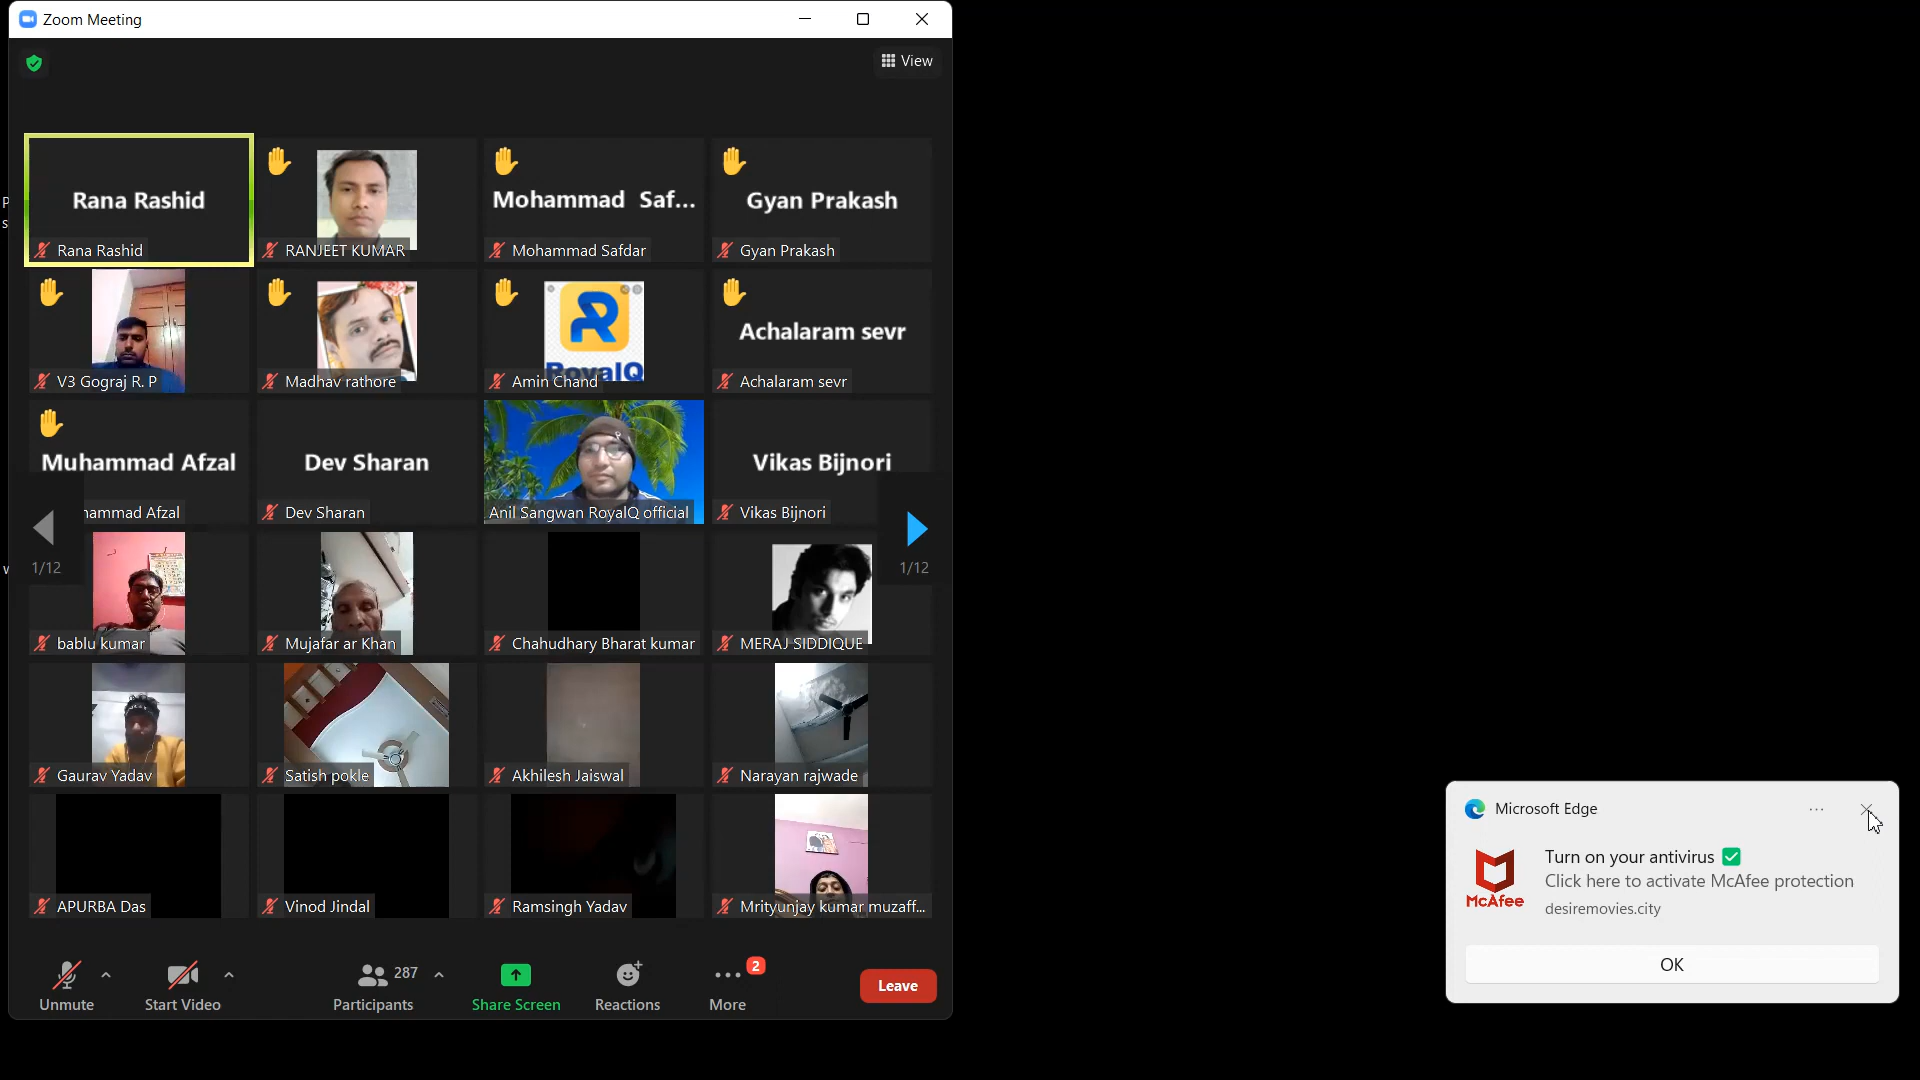 Zoom Meeting
View
Rana Rashid
Rana Rashid
RANJEET KUMAR
Mohammad Saf...
Mohammad Safdar
Gyan Prakash
Gyan Prakash
V3 Gograj R. P
Madhav rathore
RoyalQ
Amin Chand
Achalaram sevr
Achalaram sevr
Muhammad Afzal
hammad Afzal
Dev Sharan
Dev Sharan
Anil Sangwan RoyalQ official
Vikas Bijnori
Vikas Bijnori
1/12
1/12
bablu kumar
Mujafar ar Khan
Chahudhary Bharat kumar
MERAJ SIDDIQUE
Gaurav Yadav
Satish pokle
Akhilesh Jaiswal
Narayan rajwade
APURBA Das
Vinod Jindal
Ramsingh Yadav
Mrityunjay kumar muzaff...
Unmute
Start Video
287
Participants
Share Screen
Reactions
2
More
Leave
Microsoft Edge
McAfee
Turn on your antivirus
Click here to activate McAfee protection
desiremovies.city
OK